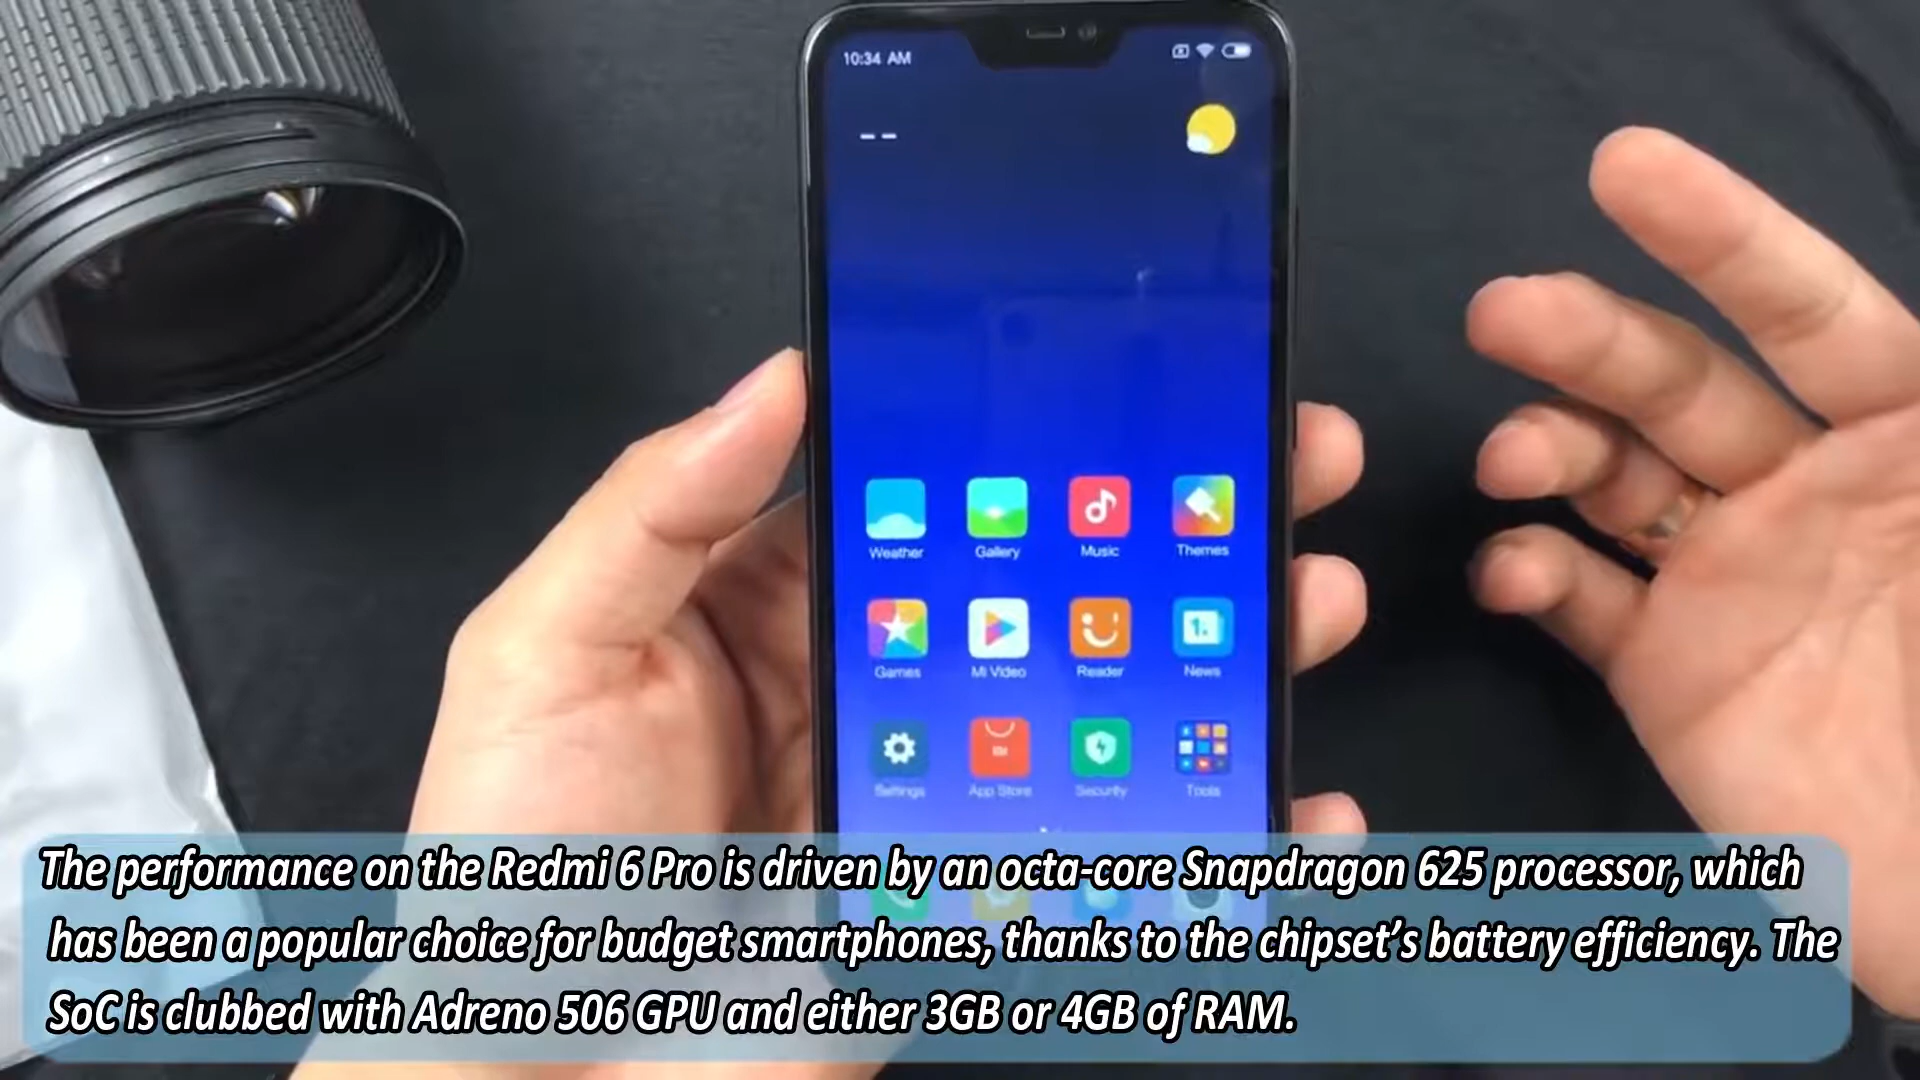 10:34 AM
Weather Gallery Music Themes
Games Mi Video Reader News
Settings App Store Security Tools
The performance on the Redmi 6 Pro is driven by an octa-core Snapdragon 625 processor, which
has been a popular choice for budget smartphones, thanks to the chipset’s battery efficiency. The
SoC is clubbed with Adreno 506 GPU and either 3GB or 4GB of RAM.